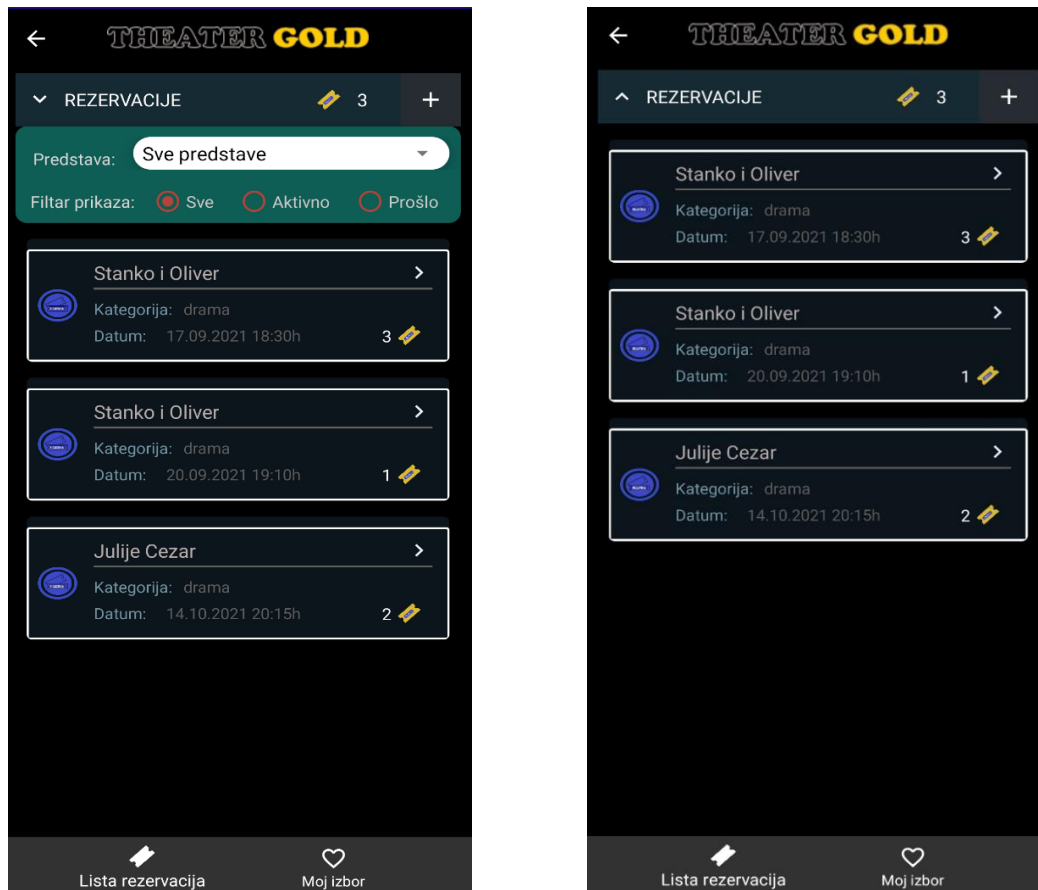 THEATER GOLD
REZERVACIJE 3 +
Predstava: Sve predstave
Filtar prikaza: Sve Aktivno Prošlo
Stanko i Oliver
Kategorija: drama
Datum: 17.09.2021 18:30h 3
Stanko i Oliver
Kategorija: drama
Datum: 20.09.2021 19:10h 1
Julije Cezar
Kategorija: drama
Datum: 14.10.2021 20:15h 2
Lista rezervacija Moj izbor
THEATER GOLD
REZERVACIJE 3 +
Stanko i Oliver
Kategorija: drama
Datum: 17.09.2021 18:30h 3
Stanko i Oliver
Kategorija: drama
Datum: 20.09.2021 19:10h 1
Julije Cezar
Kategorija: drama
Datum: 14.10.2021 20:15h 2
Lista rezervacija Moj izbor